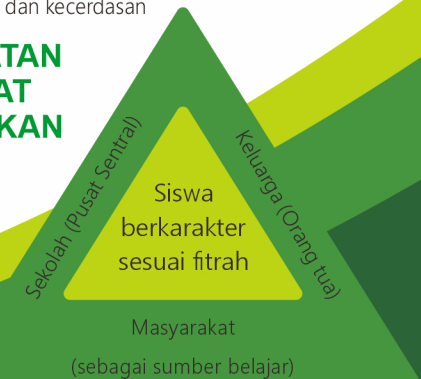 dan kecerdasan
TAN
AT
KAN
Sekolah (Pusat Sentral)
Keluarga (Orang tua)
Siswa
berkarakter
sesuai fitrah
Masyarakat
(sebagai sumber belajar)